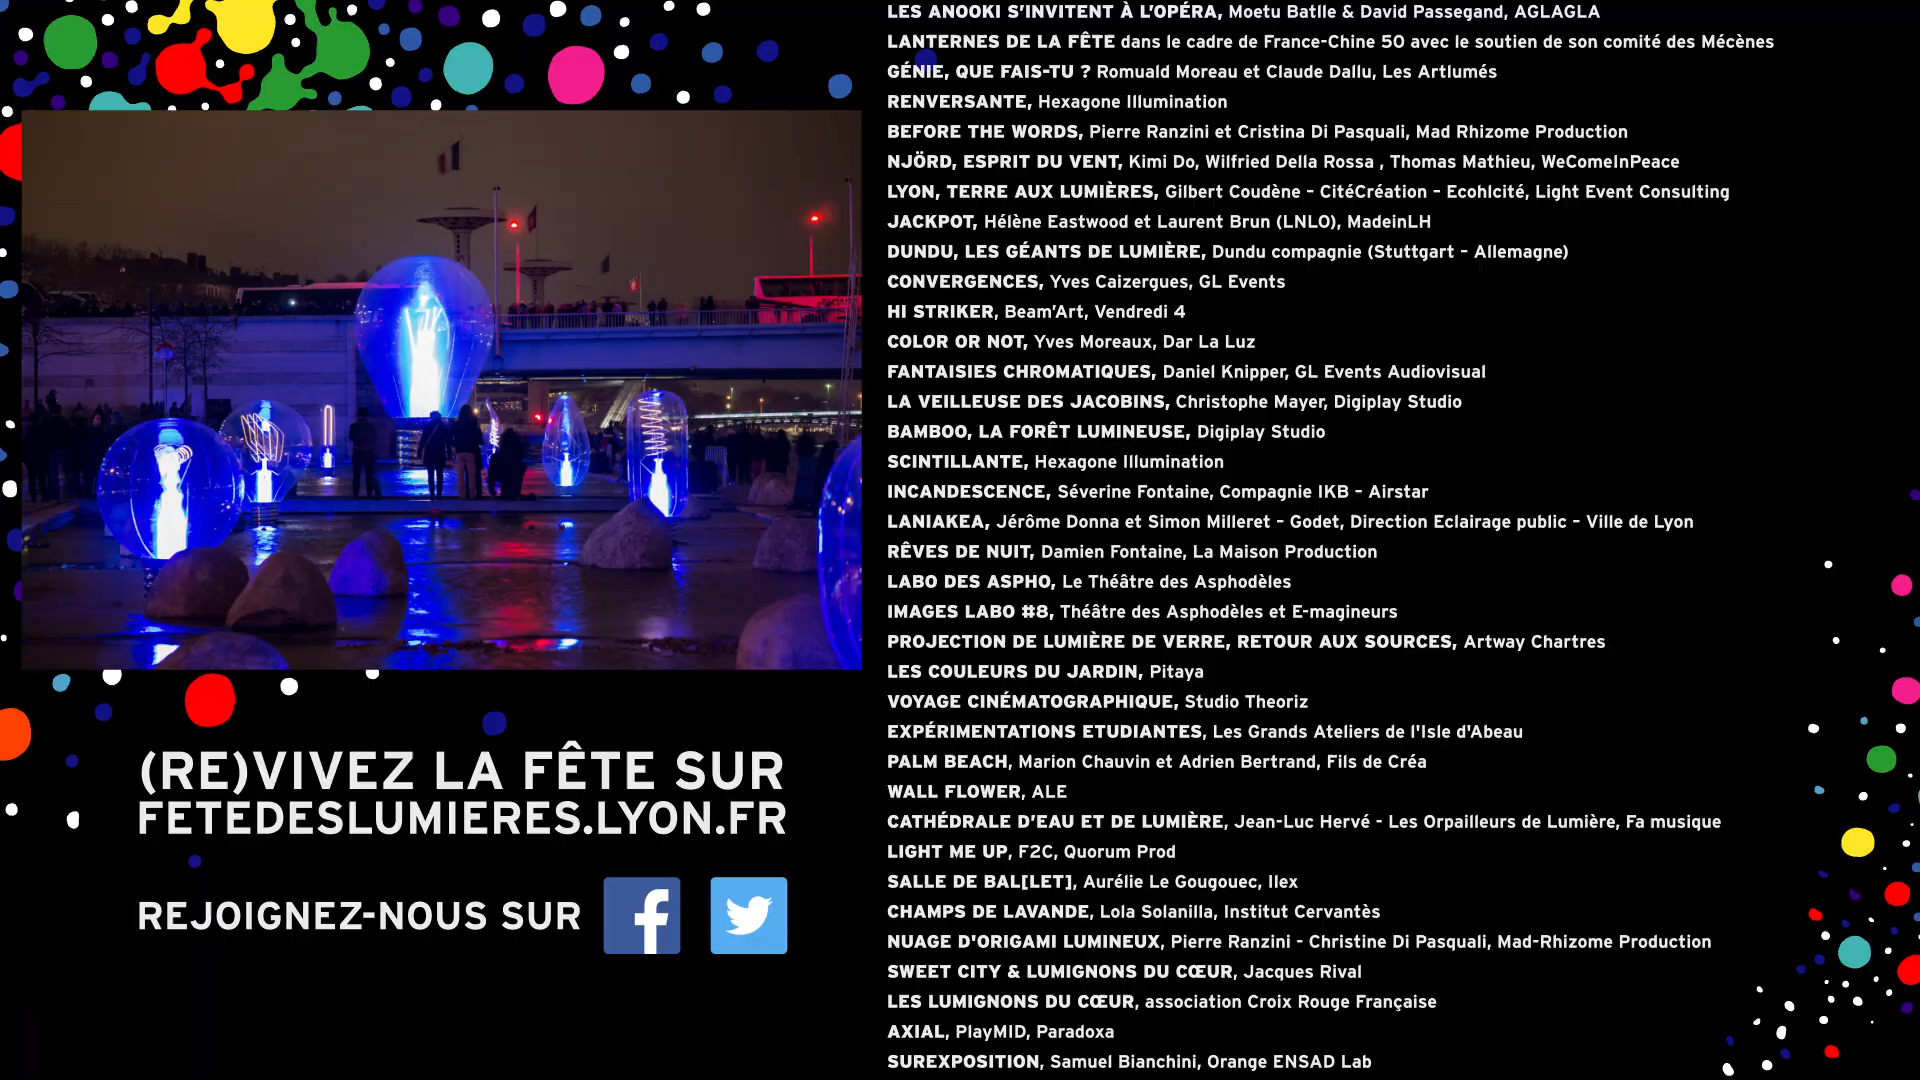 LES ANOOKI S'INVITENT À L'OPÉRA, Moetu Batlle & David Passegand, AGLAGLA
LANTERNES DE LA FÊTE dans le cadre de France-Chine 50 avec le soutien de son comité des Mécènes
GÉNIE, QUE FAIS-TU ? Romuald Moreau et Claude Dallu, Les Artlumés
RENVERSANTE, Hexagone Illumination
BEFORE THE WORDS, Pierre Ranzini et Cristina Di Pasquali, Mad Rhizome Production
NJÖRD, ESPRIT DU VENT, Kimi Do, Wilfried Della Rossa , Thomas Mathieu, WeComeInPeace
LYON, TERRE AUX LUMIÈRES, Gilbert Coudène – CitéCréation – Ecohlcité, Light Event Consulting
JACKPOT, Hélène Eastwood et Laurent Brun (LNLO), MadeinLH
DUNDU, LES GÉANTS DE LUMIÈRE, Dundu compagnie (Stuttgart – Allemagne)
CONVERGENCES, Yves Caizergues, GL Events
HI STRIKER, Beam'Art, Vendredi 4
COLOR OR NOT, Yves Moreaux, Dar La Luz
FANTAISIES CHROMATIQUES, Daniel Knipper, GL Events Audiovisual
LA VEILLEUSE DES JACOBINS, Christophe Mayer, Digiplay Studio
BAMBOO, LA FORÊT LUMINEUSE, Digiplay Studio
SCINTILLANTE, Hexagone Illumination
INCANDESCENCE, Séverine Fontaine, Compagnie IKB – Airstar
LANIAKEA, Jérôme Donna et Simon Milleret – Godet, Direction Eclairage public – Ville de Lyon
RÊVES DE NUIT, Damien Fontaine, La Maison Production
LABO DES ASPHO, Le Théâtre des Asphodèles
IMAGES LABO #8, Théâtre des Asphodèles et E-magineurs
PROJECTION DE LUMIÈRE DE VERRE, RETOUR AUX SOURCES, Artway Chartres
LES COULEURS DU JARDIN, Pitaya
VOYAGE CINÉMATOGRAPHIQUE, Studio Theoriz
EXPÉRIMENTATIONS ETUDIANTES, Les Grands Ateliers de l'Isle d'Abeau
PALM BEACH, Marion Chauvin et Adrien Bertrand, Fils de Créa
WALL FLOWER, ALE
CATHÉDRALE D'EAU ET DE LUMIÈRE, Jean-Luc Hervé - Les Orpailleurs de Lumière, Fa musique
LIGHT ME UP, F2C, Quorum Prod
SALLE DE BAL[LET], Aurélie Le Gougouec, Ilex
CHAMPS DE LAVANDE, Lola Solanilla, Institut Cervantès
NUAGE D'ORIGAMI LUMINEUX, Pierre Ranzini - Christine Di Pasquali, Mad-Rhizome Production
SWEET CITY & LUMIGNONS DU CŒUR, Jacques Rival
LES LUMIGNONS DU CŒUR, association Croix Rouge Française
AXIAL, PlayMID, Paradoxa
SUREXPOSITION, Samuel Bianchini, Orange ENSAD Lab
(RE)VIVEZ LA FÊTE SUR
FETEDESLUMIERES.LYON.FR
REJOIGNEZ-NOUS SUR